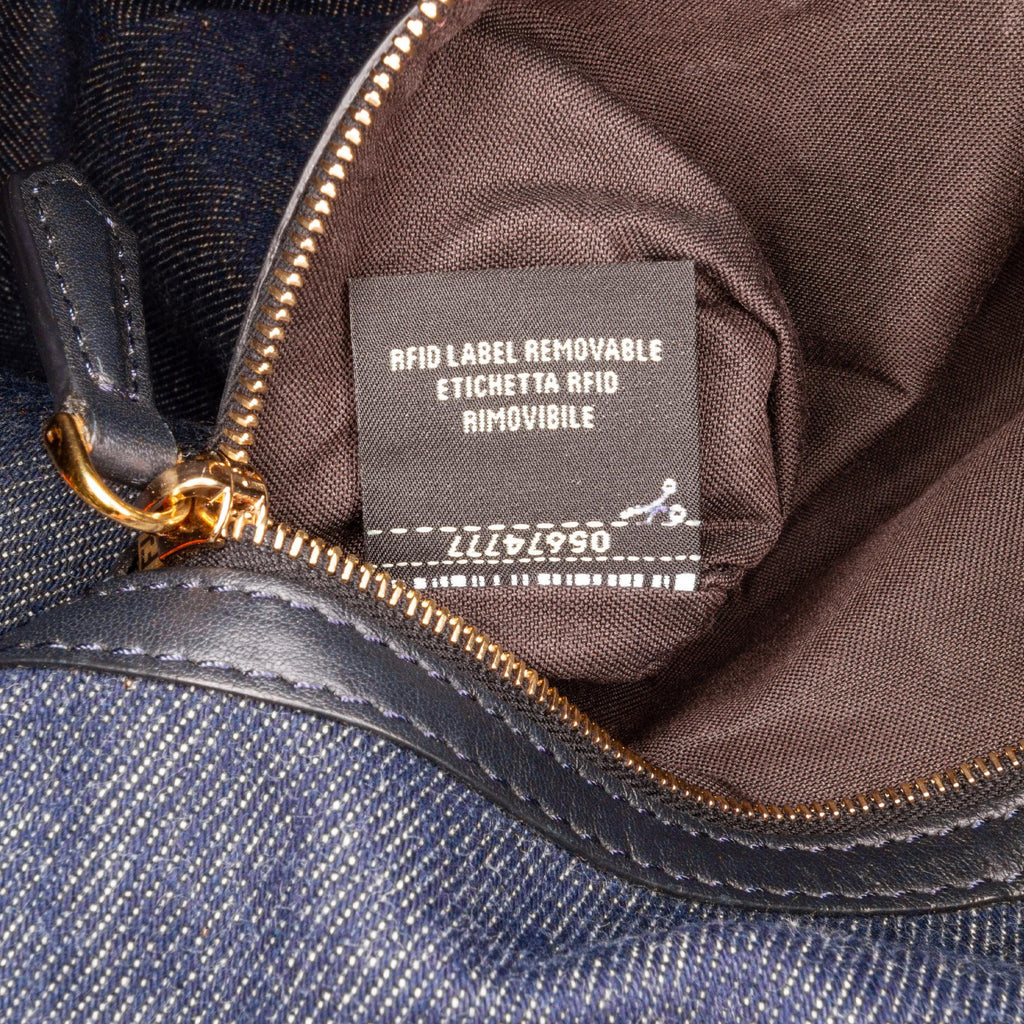 RFID LABEL REMOVABLE
ETICHETTA RFID
RIMOVIBILE
05674777